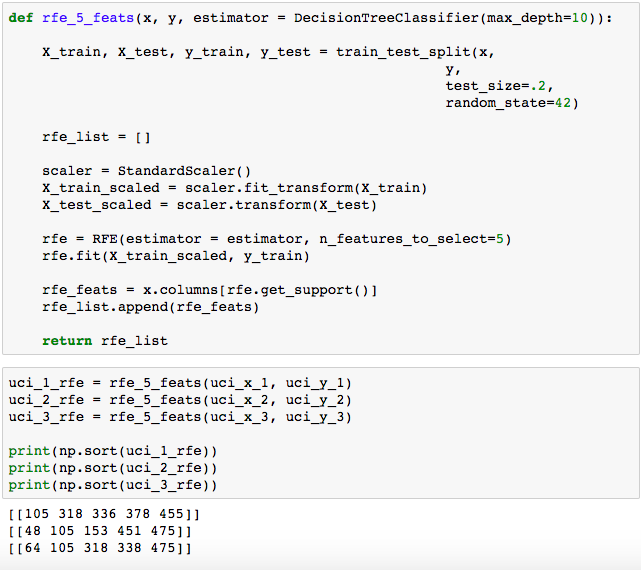 def rfe_5_feats(x, y, estimator = DecisionTreeClassifier(max_depth=10)):
X_train, X_test, y_train, y_test = train_test_split(x,
y,
test_size=.2,
random_state=42)
rfe_list = []
scaler = StandardScaler()
X_train_scaled = scaler.fit_transform(X_train)
X_test_scaled = scaler.transform(X_test)
rfe = RFE(estimator = estimator, n_features_to_select=5)
rfe.fit(X_train_scaled, y_train)
rfe_feats = x.columns[rfe.get_support()]
rfe_list.append(rfe_feats)
return rfe_list
uci_1_rfe = rfe_5_feats(uci_x_1, uci_y_1)
uci_2_rfe = rfe_5_feats(uci_x_2, uci_y_2)
uci_3_rfe = rfe_5_feats(uci_x_3, uci_y_3)
print(np.sort(uci_1_rfe))
print(np.sort(uci_2_rfe))
print(np.sort(uci_3_rfe))
[[105 318 336 378 455]]
[[48 105 153 451 475]]
[[64 105 318 338 475]]